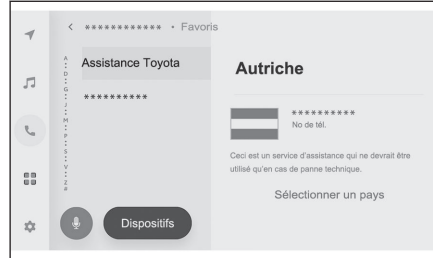 < ************ • Favoris
Assistance Toyota
**********
A
D
G
J
M
P
S
V
Z
#
Dispositifs
Autriche
**********
No de tél.
Ceci est un service d'assistance qui ne devrait être
utilisé qu'en cas de panne technique.
Sélectionner un pays